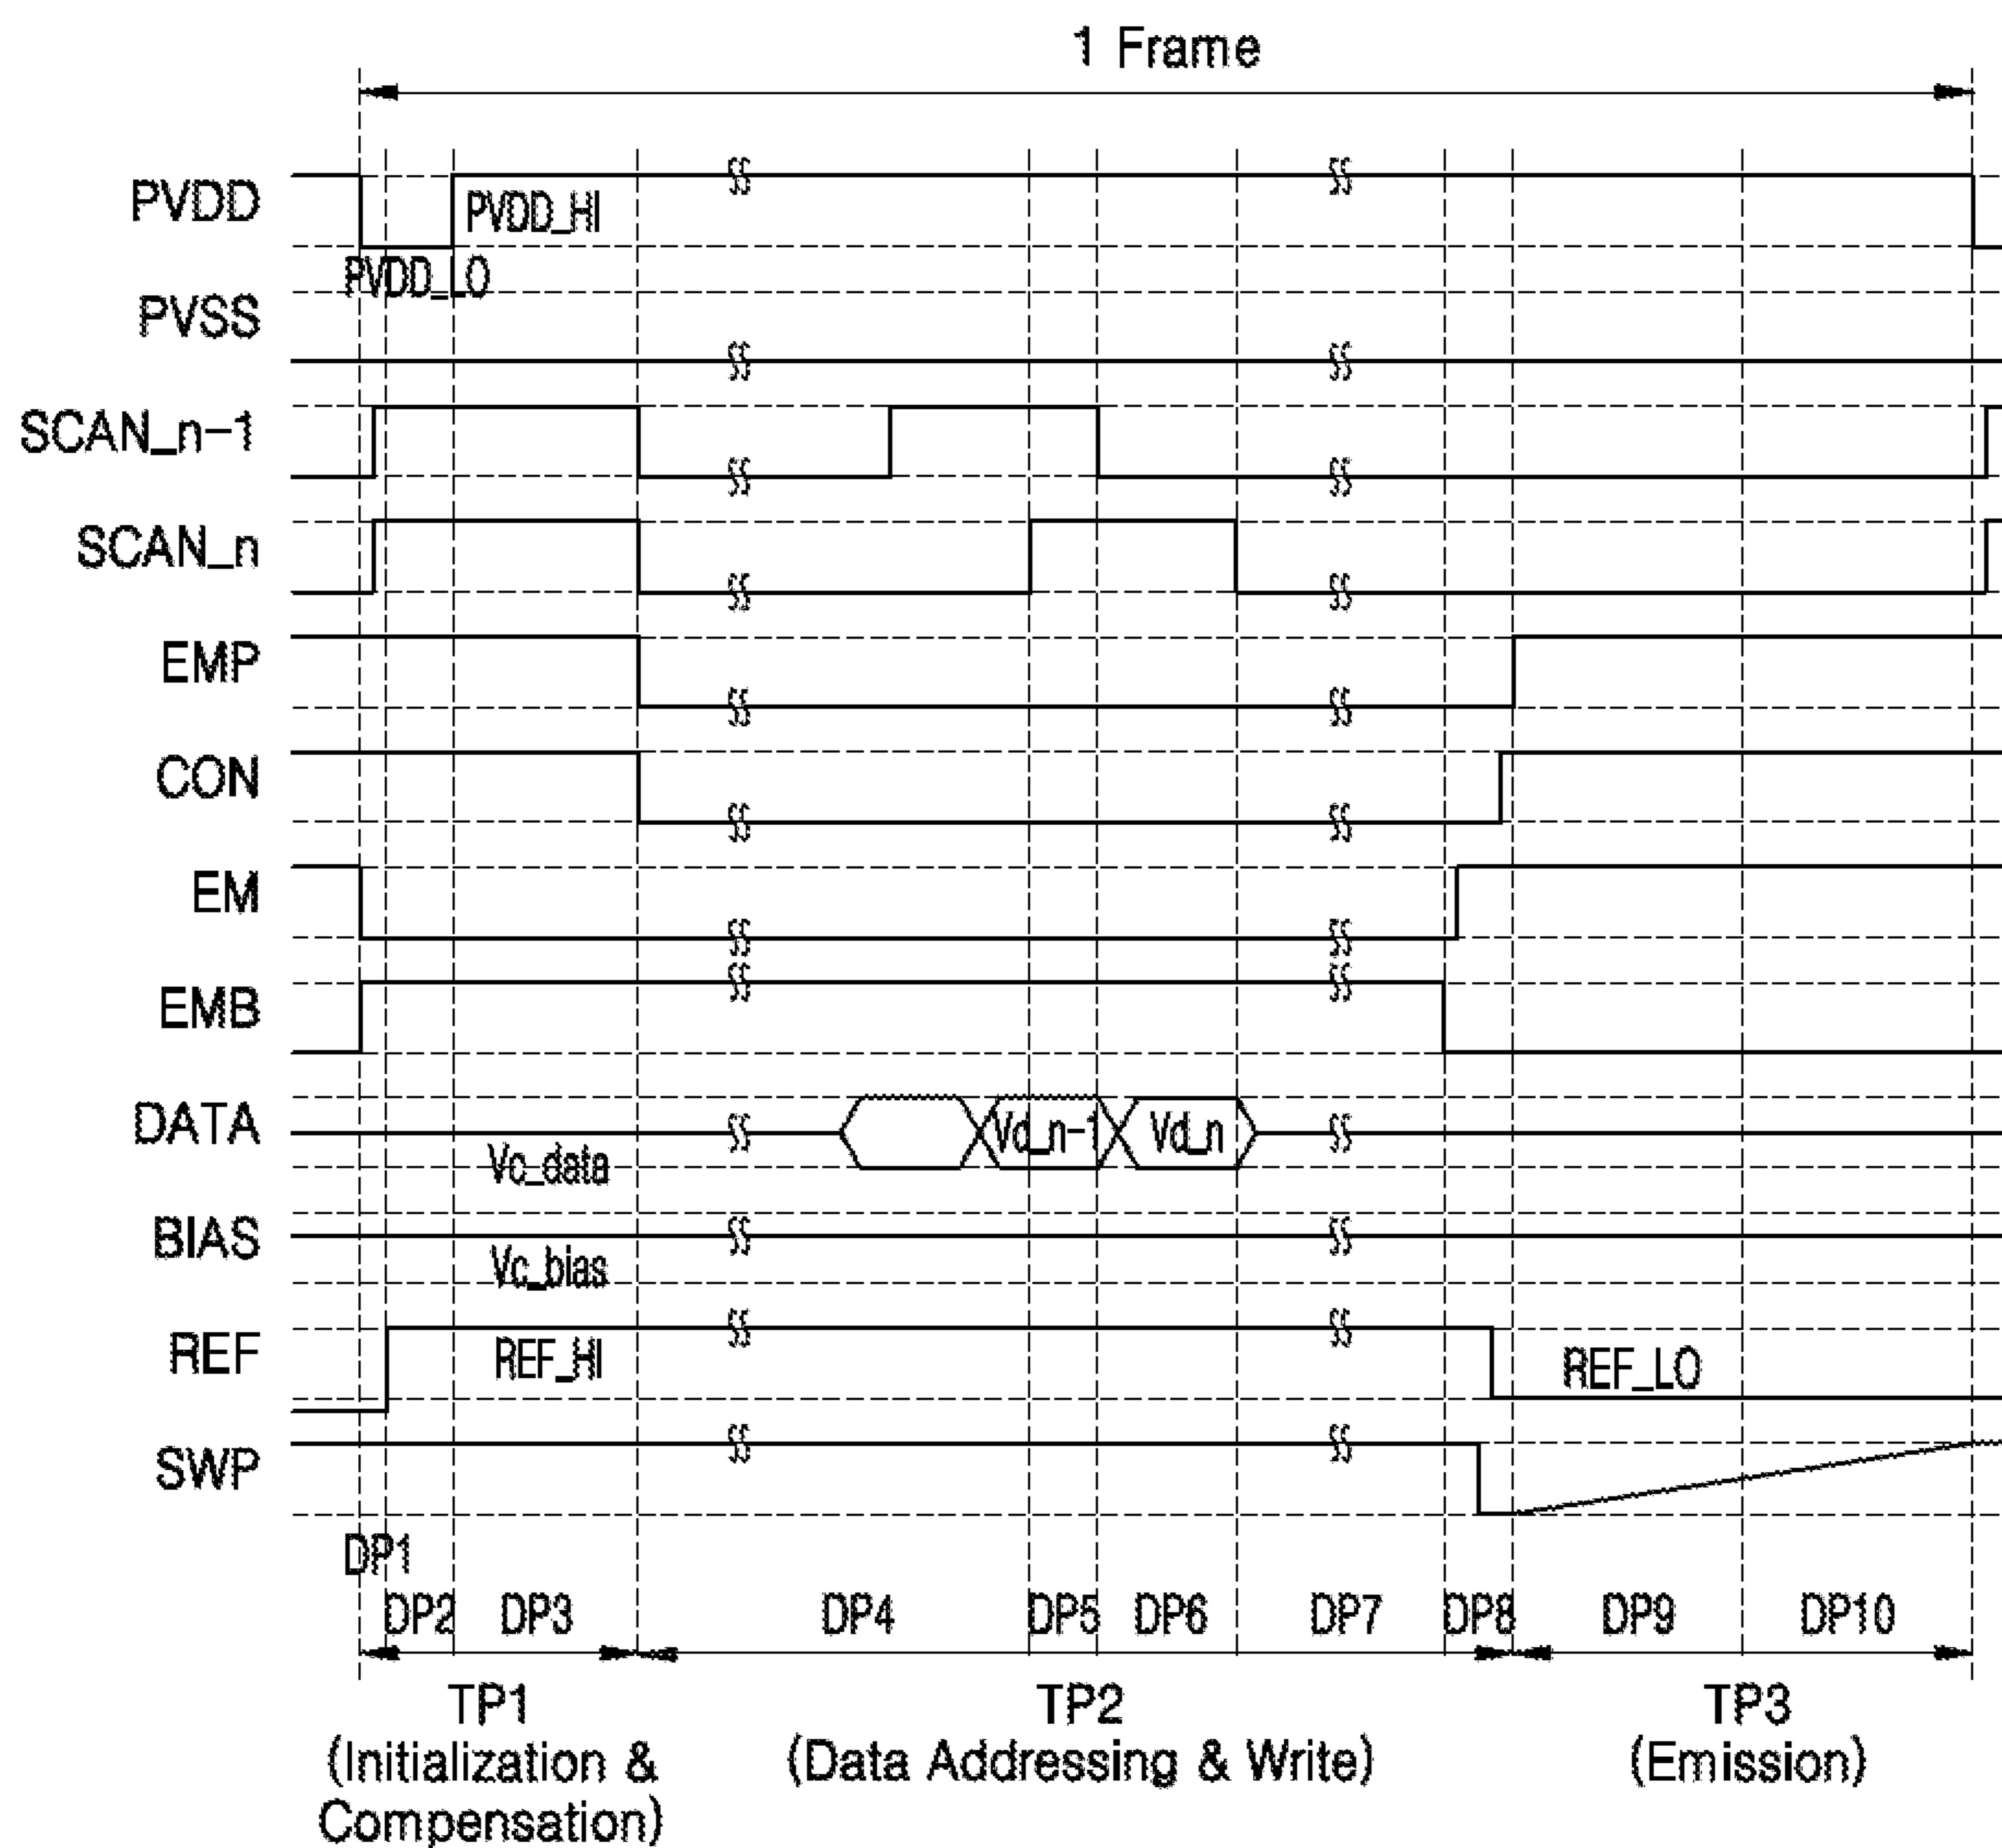 1 Frame
PVDD
PVDD_HI
PVDD_LO
PVSS
SCAN_n-1
SCAN_n
EMP
CON
EM
EMB
DATA
Vd_n-1
Vd_n
Vc_data
BIAS
Vc_bias
REF
REF_HI
REF_LO
SWP
DP1
DP2 DP3 DP4 DP5 DP6 DP7 DP8 DP9 DP10
TP1 TP2 TP3
(Initialization & (Data Addressing & Write) (Emission)
Compensation)